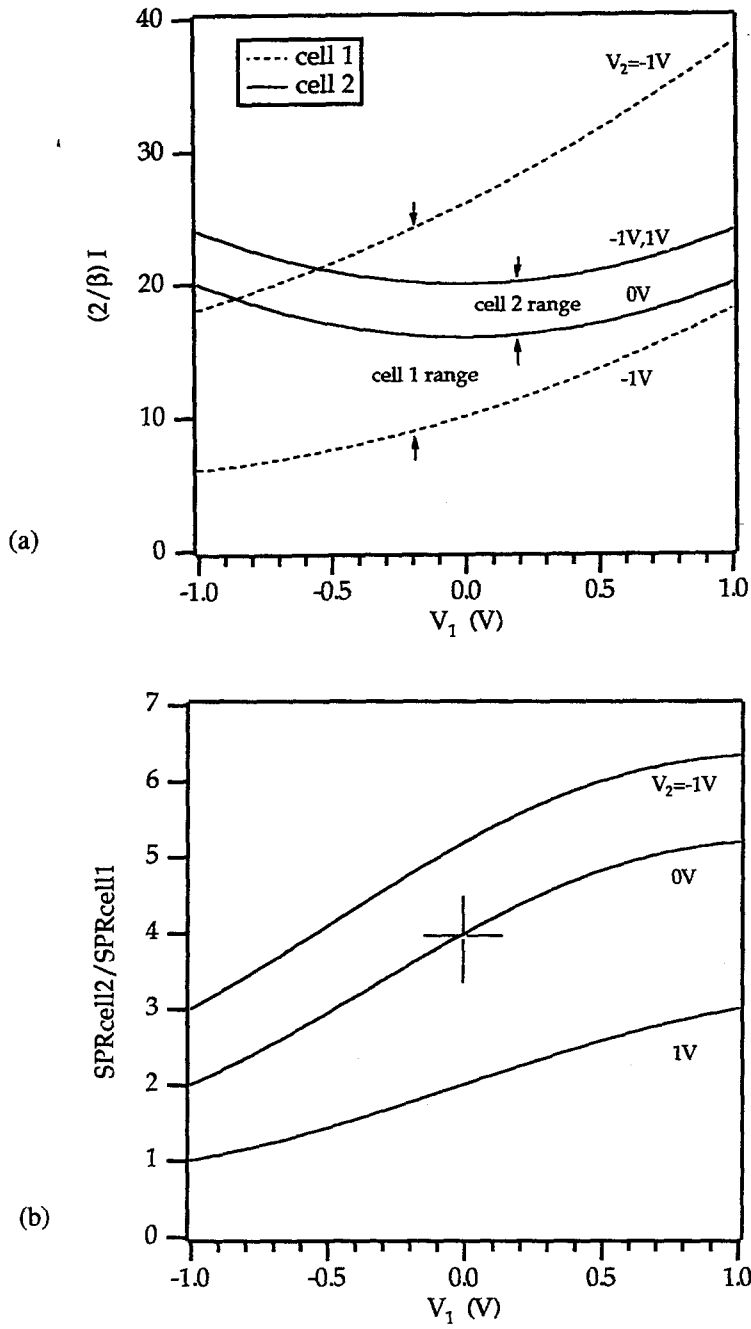 40
30
20
10
0
(2/β) I
cell 1
cell 2
V₂=-1V
-1V,1V
cell 2 range
0V
cell 1 range
-1V
-1.0
-0.5
0.0
0.5
1.0
V₁ (V)
(a)
7
6
5
4
3
2
1
0
SPRcell2/SPRcell1
V₂=-1V
0V
1V
-1.0
-0.5
0.0
0.5
1.0
V₁ (V)
(b)